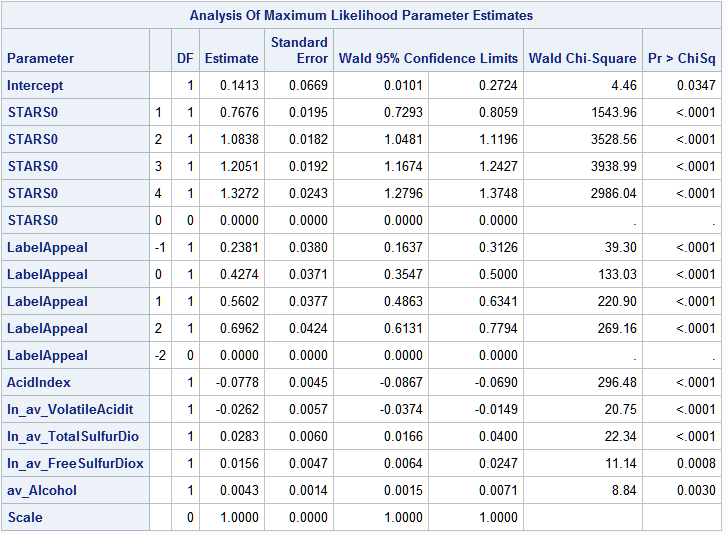 Analysis Of Maximum Likelihood Parameter Estimates
Parameter DF Estimate Standard Error Wald 95% Confidence Limits Wald Chi-Square Pr > ChiSq
Intercept 1 0.1413 0.0669 0.0101 0.2724 4.46 0.0347
STARS0 1 1 0.7676 0.0195 0.7293 0.8059 1543.96 <.0001
STARS0 2 1 1.0838 0.0182 1.0481 1.1196 3528.56 <.0001
STARS0 3 1 1.2051 0.0192 1.1674 1.2427 3938.99 <.0001
STARS0 4 1 1.3272 0.0243 1.2796 1.3748 2986.04 <.0001
STARS0 0 0 0.0000 0.0000 0.0000 0.0000 . .
LabelAppeal -1 1 0.2381 0.0380 0.1637 0.3126 39.30 <.0001
LabelAppeal 0 1 0.4274 0.0371 0.3547 0.5000 133.03 <.0001
LabelAppeal 1 1 0.5602 0.0377 0.4863 0.6341 220.90 <.0001
LabelAppeal 2 1 0.6962 0.0424 0.6131 0.7794 269.16 <.0001
LabelAppeal -2 0 0.0000 0.0000 0.0000 0.0000 . .
AcidIndex 1 -0.0778 0.0045 -0.0867 -0.0690 296.48 <.0001
ln_av_VolatileAcidit 1 -0.0262 0.0057 -0.0374 -0.0149 20.75 <.0001
ln_av_TotalSulfurDio 1 0.0283 0.0060 0.0166 0.0400 22.34 <.0001
ln_av_FreeSulfurDiox 1 0.0156 0.0047 0.0064 0.0247 11.14 0.0008
av_Alcohol 1 0.0043 0.0014 0.0015 0.0071 8.84 0.0030
Scale 0 1.0000 0.0000 1.0000 1.0000